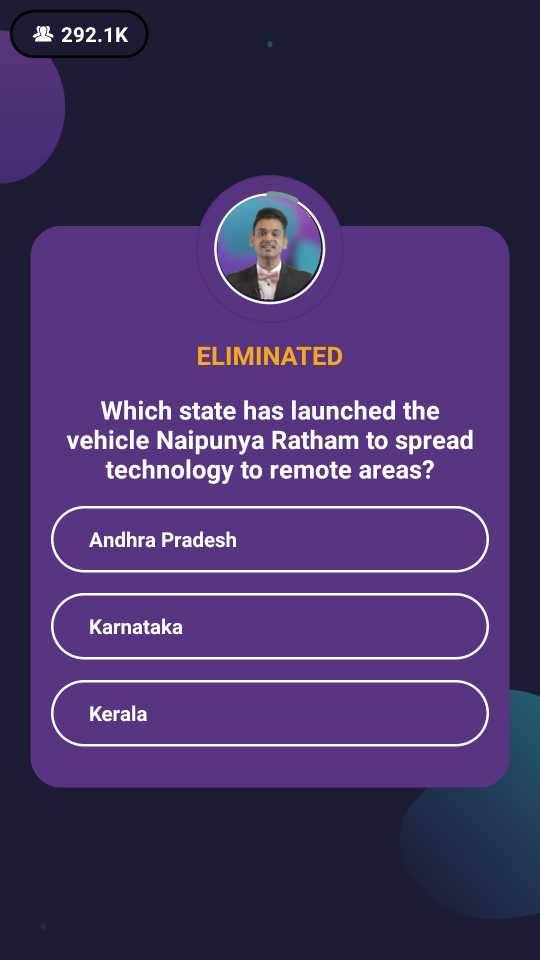 292.1K
ELIMINATED
Which state has launched the
vehicle Naipunya Ratham to spread
technology to remote areas?
Andhra Pradesh
Karnataka
Kerala